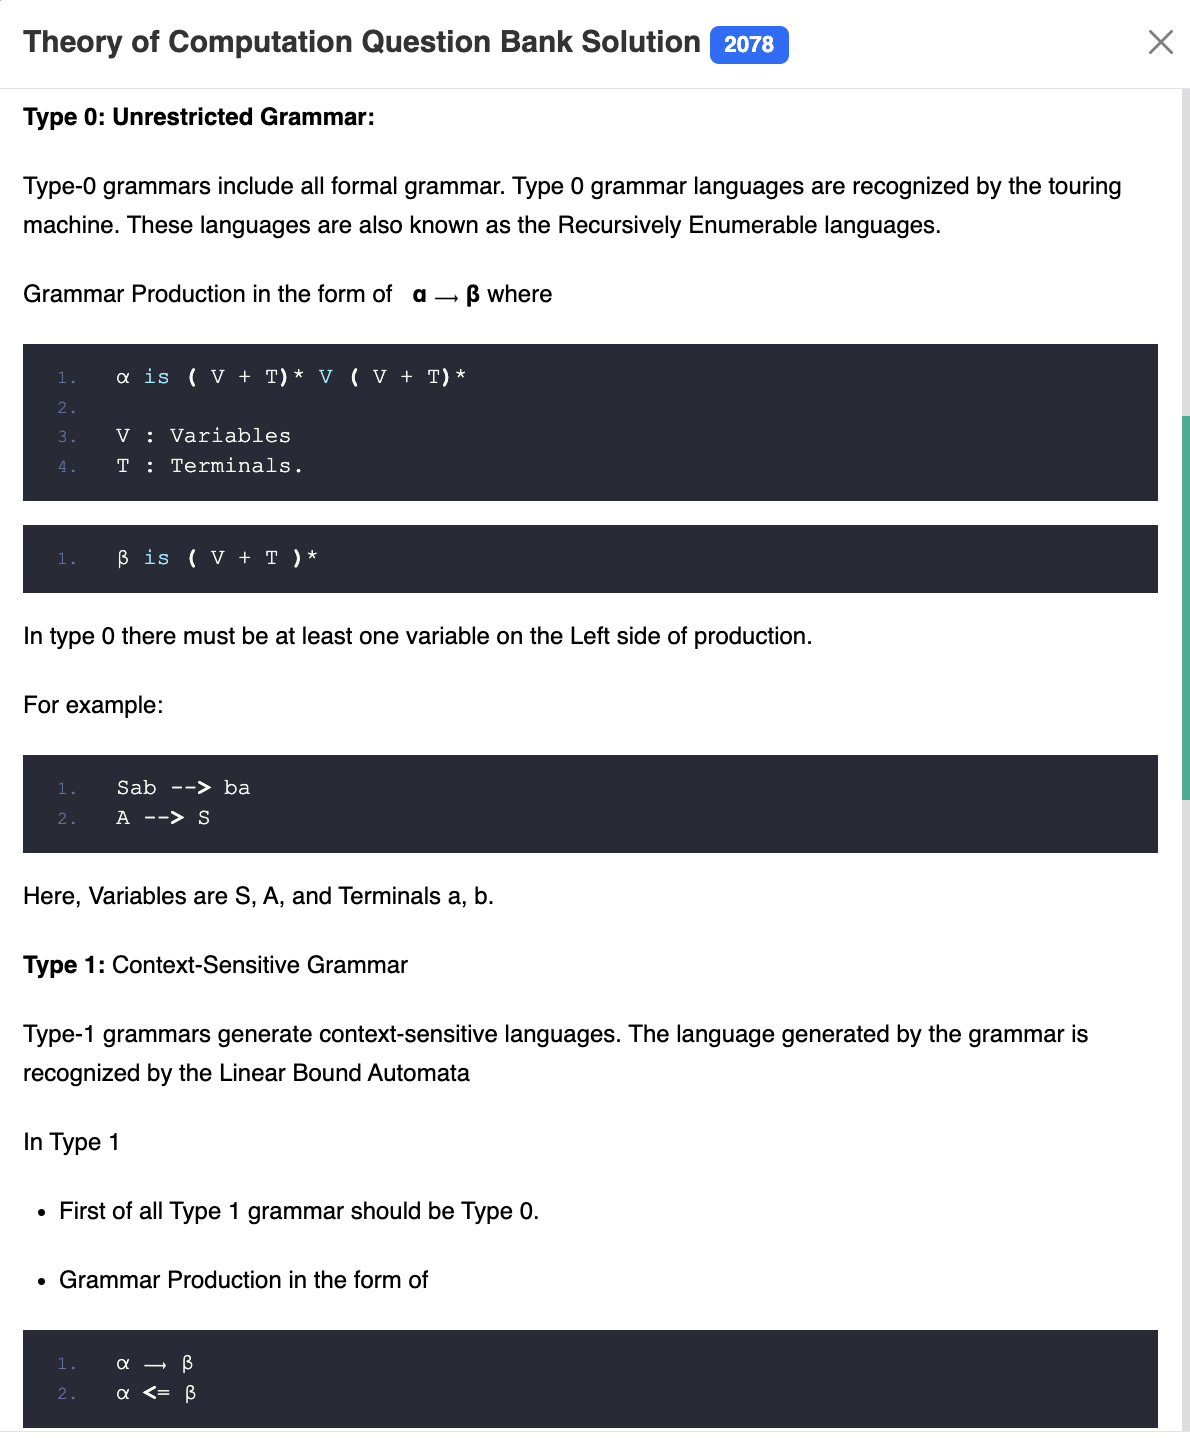 Theory of Computation Question Bank Solution 2078
Type 0: Unrestricted Grammar:
Type-0 grammars include all formal grammar. Type 0 grammar languages are recognized by the touring
machine. These languages are also known as the Recursively Enumerable languages.
Grammar Production in the form of α → β where
1. α is ( V + T)* V ( V + T)*
2.
3. V : Variables
4. T : Terminals.
1. β is ( V + T )*
In type 0 there must be at least one variable on the Left side of production.
For example:
1. Sab --> ba
2. A --> S
Here, Variables are S, A, and Terminals a, b.
Type 1: Context-Sensitive Grammar
Type-1 grammars generate context-sensitive languages. The language generated by the grammar is
recognized by the Linear Bound Automata
In Type 1
• First of all Type 1 grammar should be Type 0.
• Grammar Production in the form of
1. α → β
2. α <= β